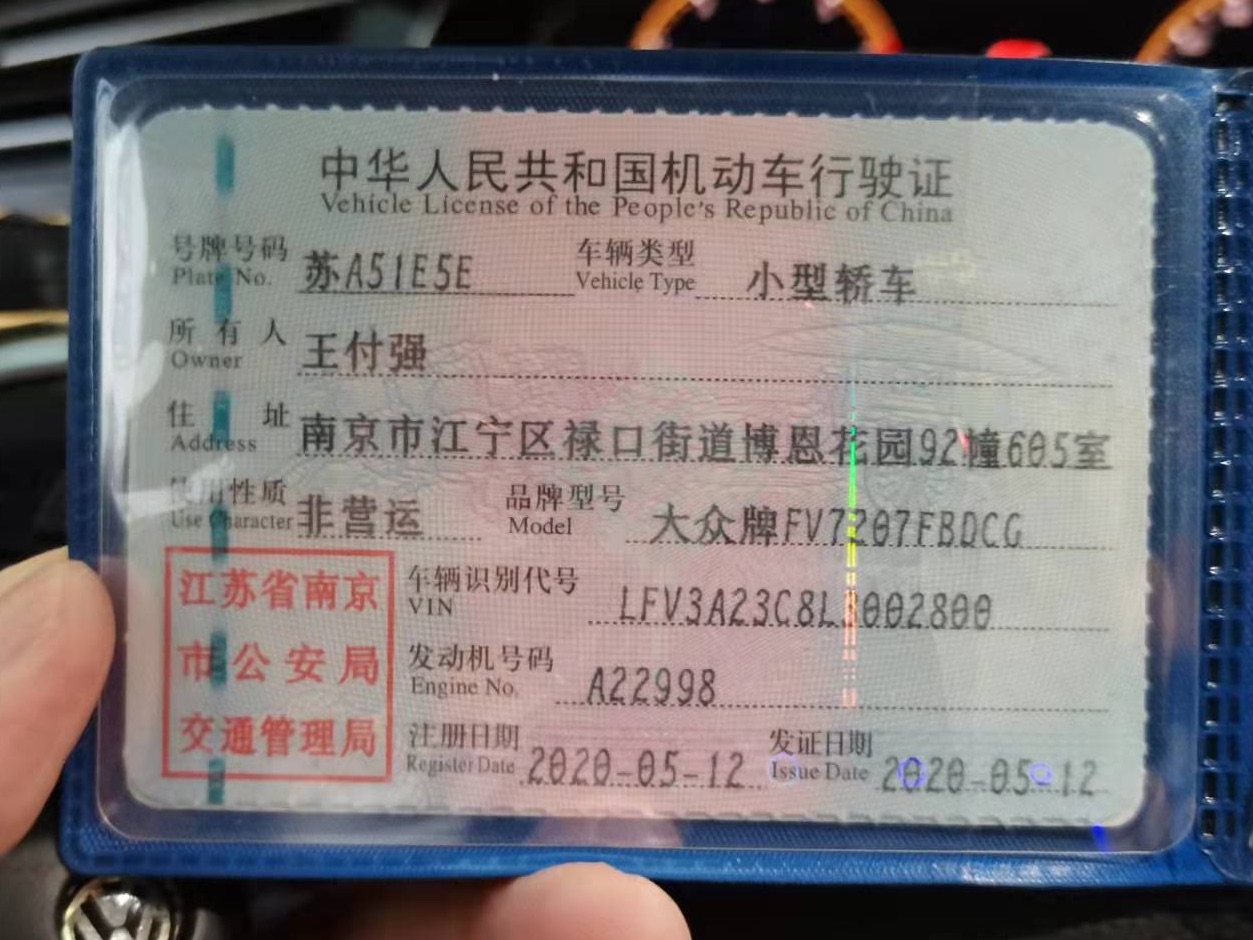 中华人民共和国机动车行驶证
Vehicle License of the People's Republic of China
号牌号码 苏A51E5E 车辆类型 小型轿车
Plate No. Vehicle Type
所有人 王付强
Owner
住址 南京市江宁区禄口街道博恩花园92幢605室
Address
使用性质 非营运 品牌型号 大众牌FV7207FBDCG
Use Character Model
江苏省南京
市公安局
交通管理局
车辆识别代号 LFV3A23C8L3002800
VIN
发动机号码 A22998
Engine No.
注册日期 2020-05-12 发证日期 2020-05-12
Register Date Issue Date